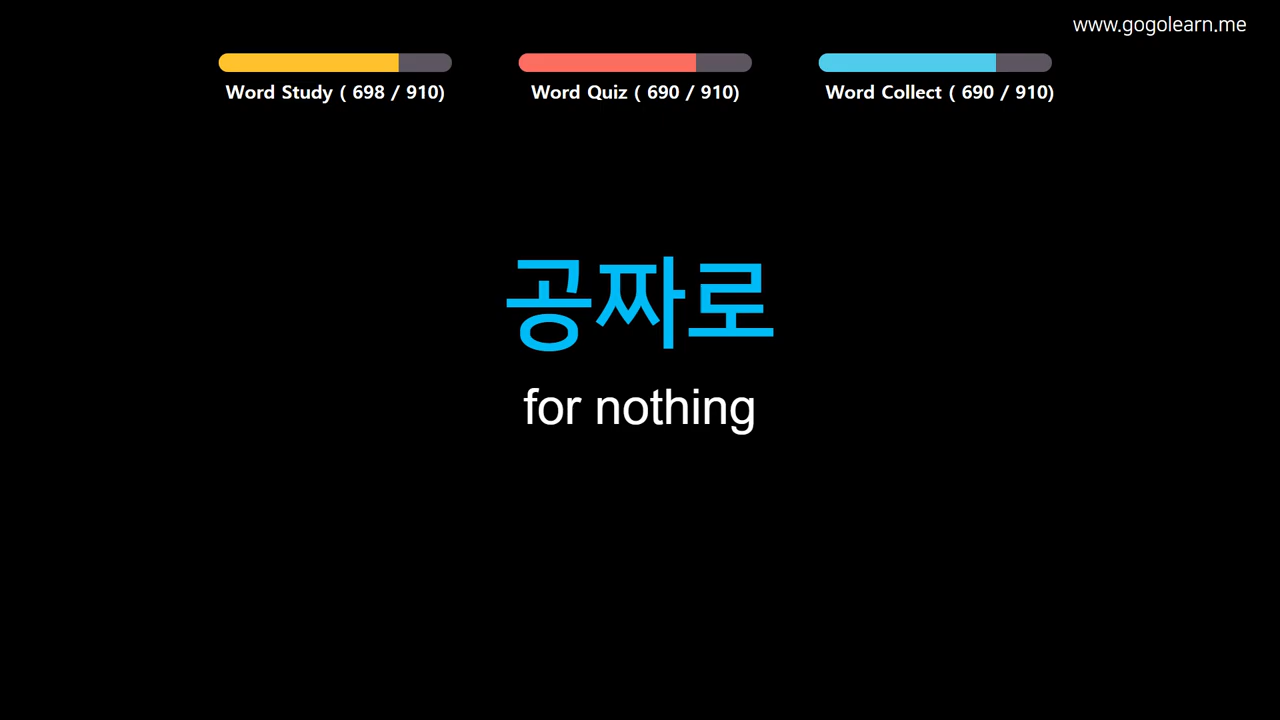 www.gogolearn.me
Word Study ( 698 / 910)
Word Quiz ( 690 / 910)
Word Collect ( 690 / 910)
공짜로
for nothing